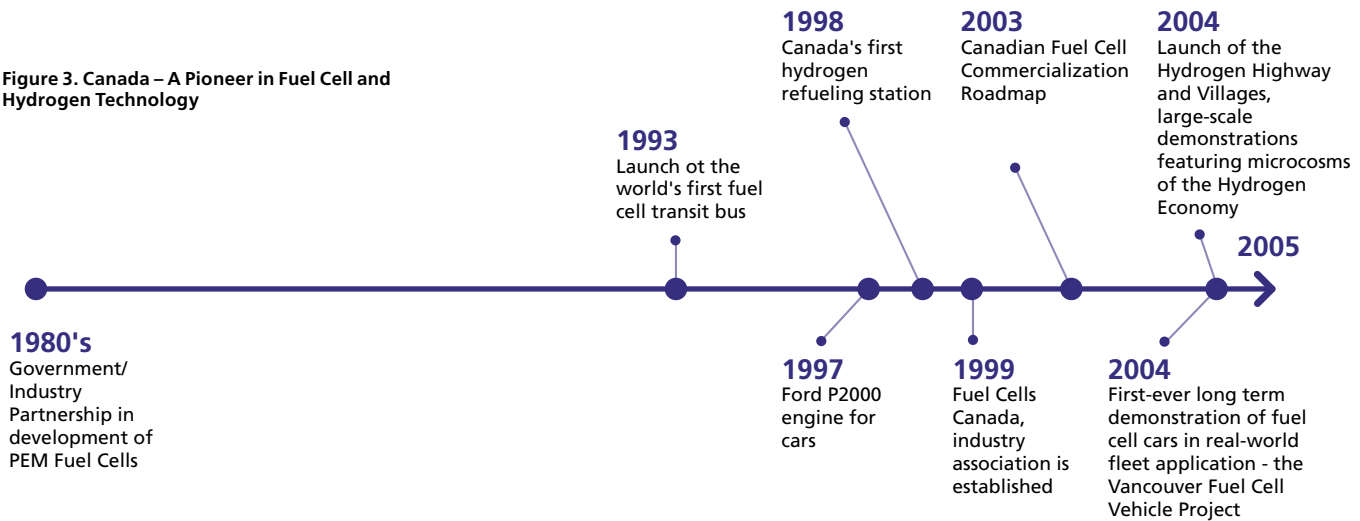 Figure 3. Canada – A Pioneer in Fuel Cell and
Hydrogen Technology
1980's
Government/
Industry
Partnership in
development of
PEM Fuel Cells
1993
Launch ot the
world's first fuel
cell transit bus
1997
Ford P2000
engine for
cars
1998
Canada's first
hydrogen
refueling station
1999
Fuel Cells
Canada,
industry
association is
established
2003
Canadian Fuel Cell
Commercialization
Roadmap
2004
Launch of the
Hydrogen Highway
and Villages,
large-scale
demonstrations
featuring microcosms
of the Hydrogen
Economy
2004
First-ever long term
demonstration of fuel
cell cars in real-world
fleet application - the
Vancouver Fuel Cell
Vehicle Project
2005